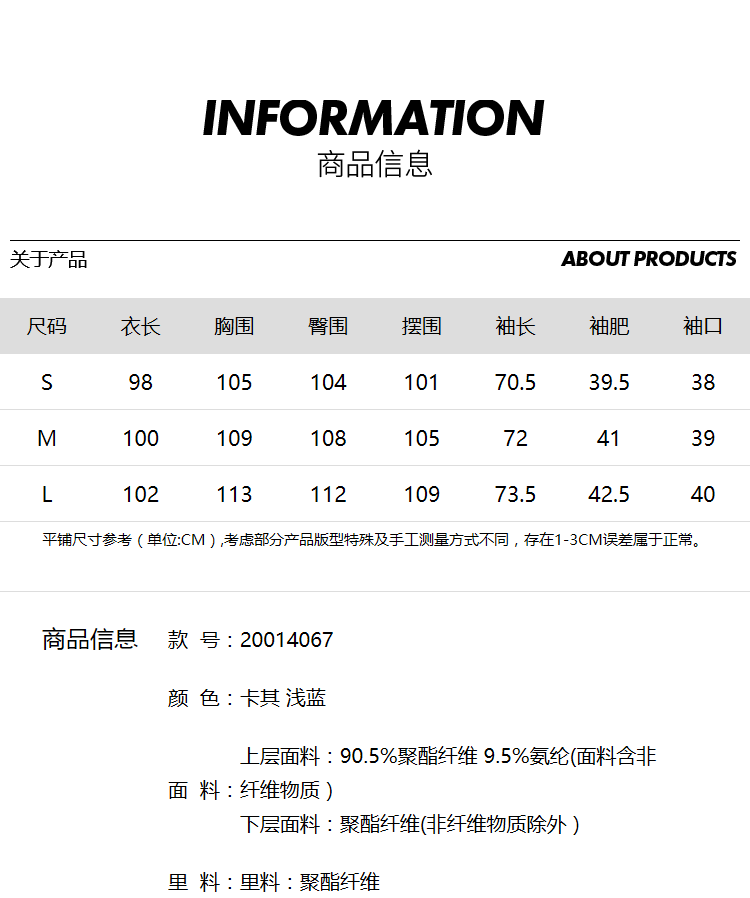 INFORMATION
商品信息
关于产品 ABOUT PRODUCTS
尺码 衣长 胸围 臀围 摆围 袖长 袖肥 袖口
S 98 105 104 101 70.5 39.5 38
M 100 109 108 105 72 41 39
L 102 113 112 109 73.5 42.5 40
平铺尺寸参考（单位:CM）,考虑部分产品版型特殊及手工测量方式不同，存在1-3CM误差属于正常。
商品信息 款 号：20014067
颜 色：卡其 浅蓝
上层面料：90.5%聚酯纤维 9.5%氨纶(面料含非
面 料：纤维物质）
下层面料：聚酯纤维(非纤维物质除外）
里 料：里料：聚酯纤维